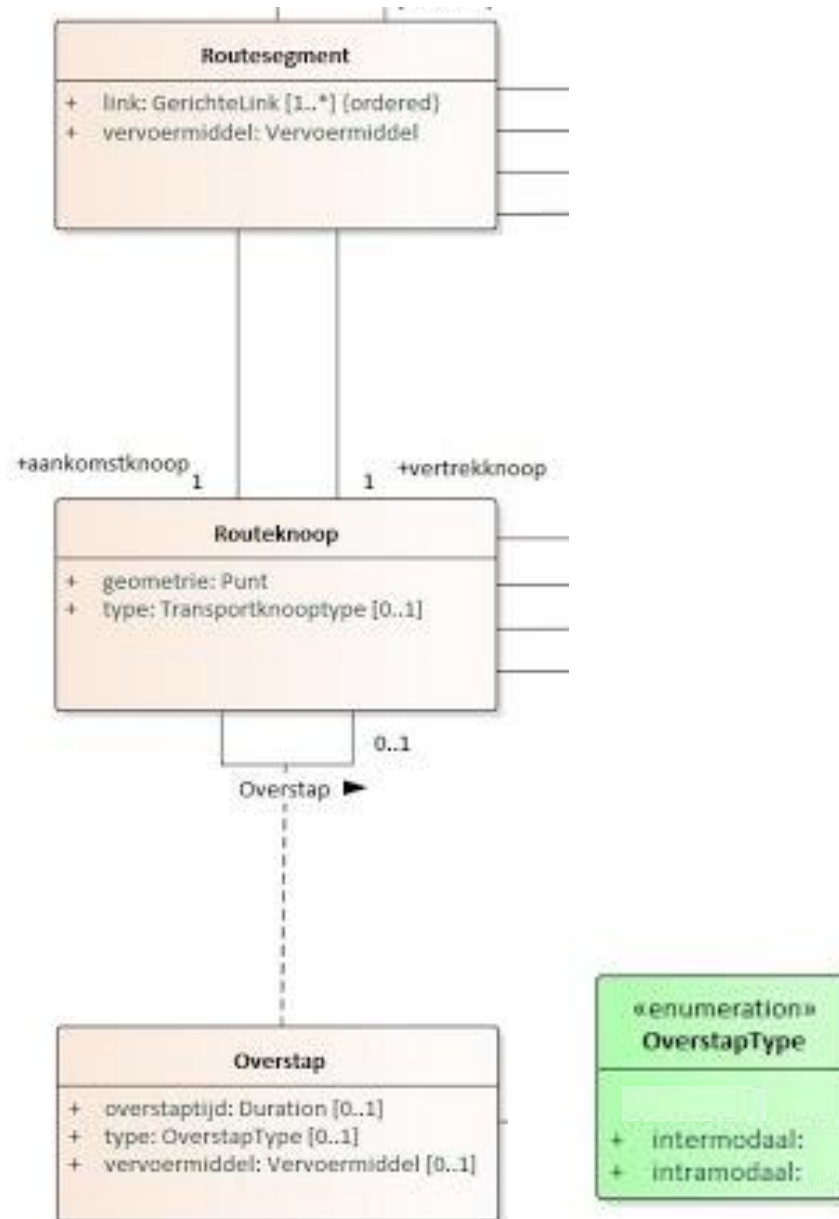 Routesegment
+ link: GerichteLink [1..*] {ordered}
+ vervoermiddel: Vervoermiddel
+aankomstknoop
1
1
+vertrekknoop
Routeknoop
+ geometrie: Punt
+ type: Transportknooptype [0..1]
0..1
Overstap ►
Overstap
+ overstaptijd: Duration [0..1]
+ type: OverstapType [0..1]
+ vervoermiddel: Vervoermiddel [0..1]
«enumeration»
OverstapType
+ intermodaal:
+ intramodaal: